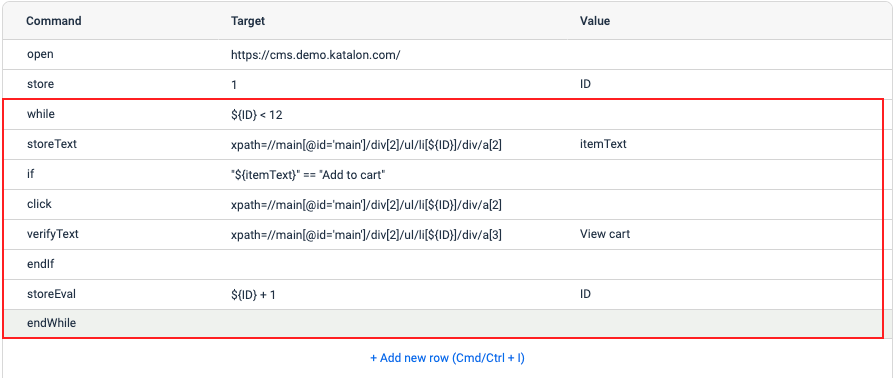 Command Target Value
open https://cms.demo.katalon.com/
store 1 ID
while ${ID} < 12
storeText xpath=//main[@id='main']/div[2]/ul/li[${ID}]/div/a[2] itemText
if "${itemText}" == "Add to cart"
click xpath=//main[@id='main']/div[2]/ul/li[${ID}]/div/a[2]
verifyText xpath=//main[@id='main']/div[2]/ul/li[${ID}]/div/a[3] View cart
endIf
storeEval ${ID} + 1 ID
endWhile
+ Add new row (Cmd/Ctrl + I)